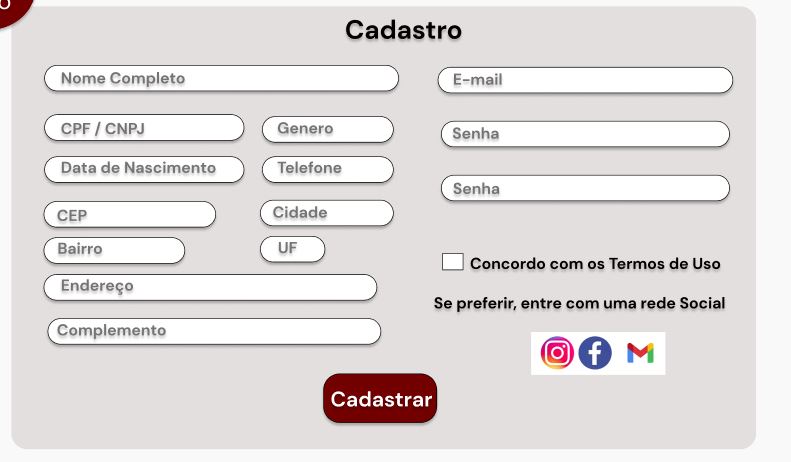 Cadastro
Nome Completo
CPF / CNPJ
Genero
Data de Nascimento
Telefone
CEP
Cidade
Bairro
UF
Endereço
Complemento
E-mail
Senha
Senha
Concordo com os Termos de Uso
Se preferir, entre com uma rede Social
Cadastrar